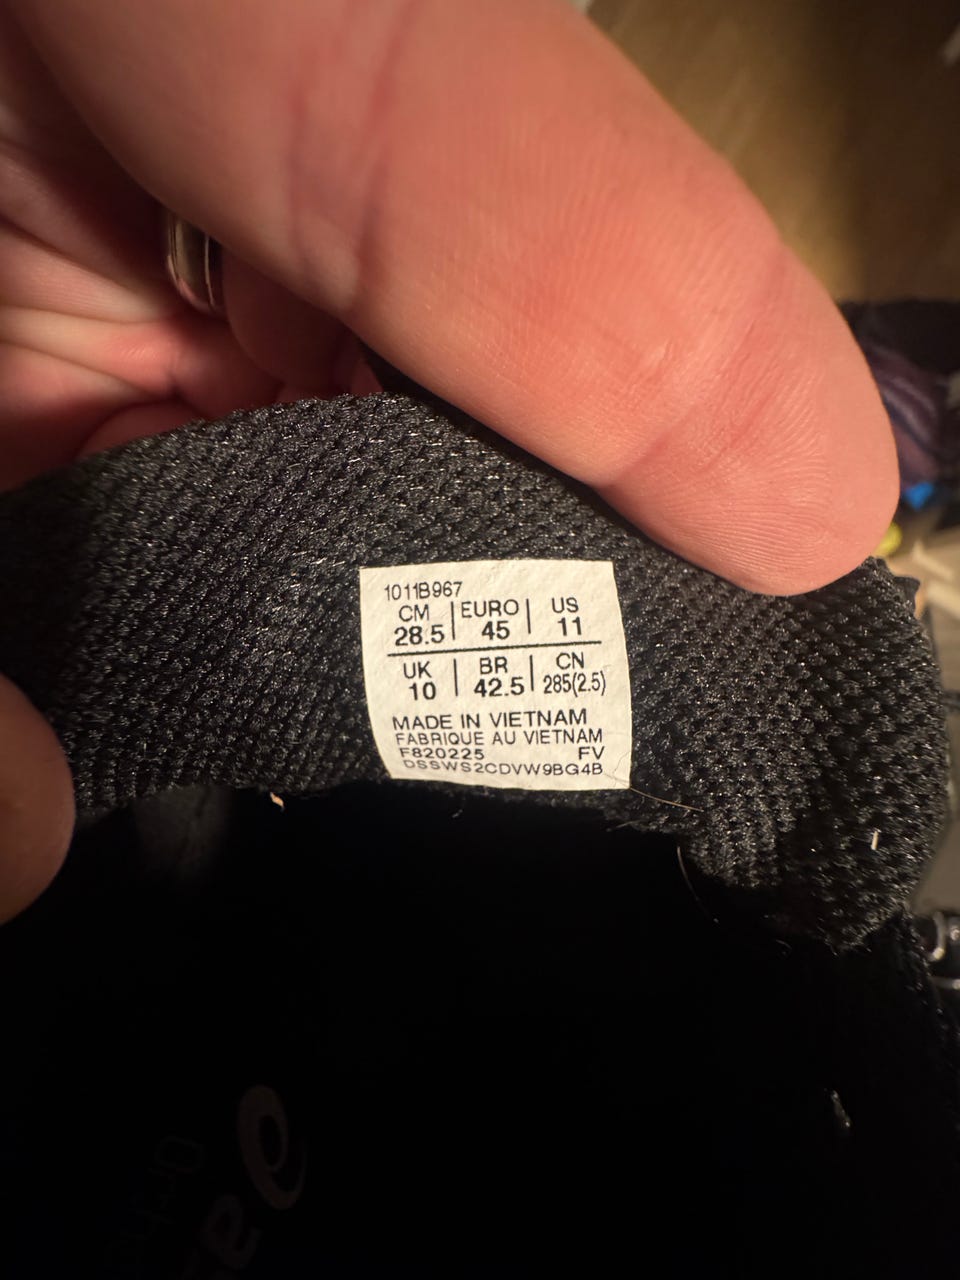 1011B967
CM | EURO | US
28.5 | 45 | 11
UK | BR | CN
10 | 42.5 | 285(2.5)
MADE IN VIETNAM
FABRIQUE AU VIETNAM
F820225 FV
DSSWS2CDVW9BG4B